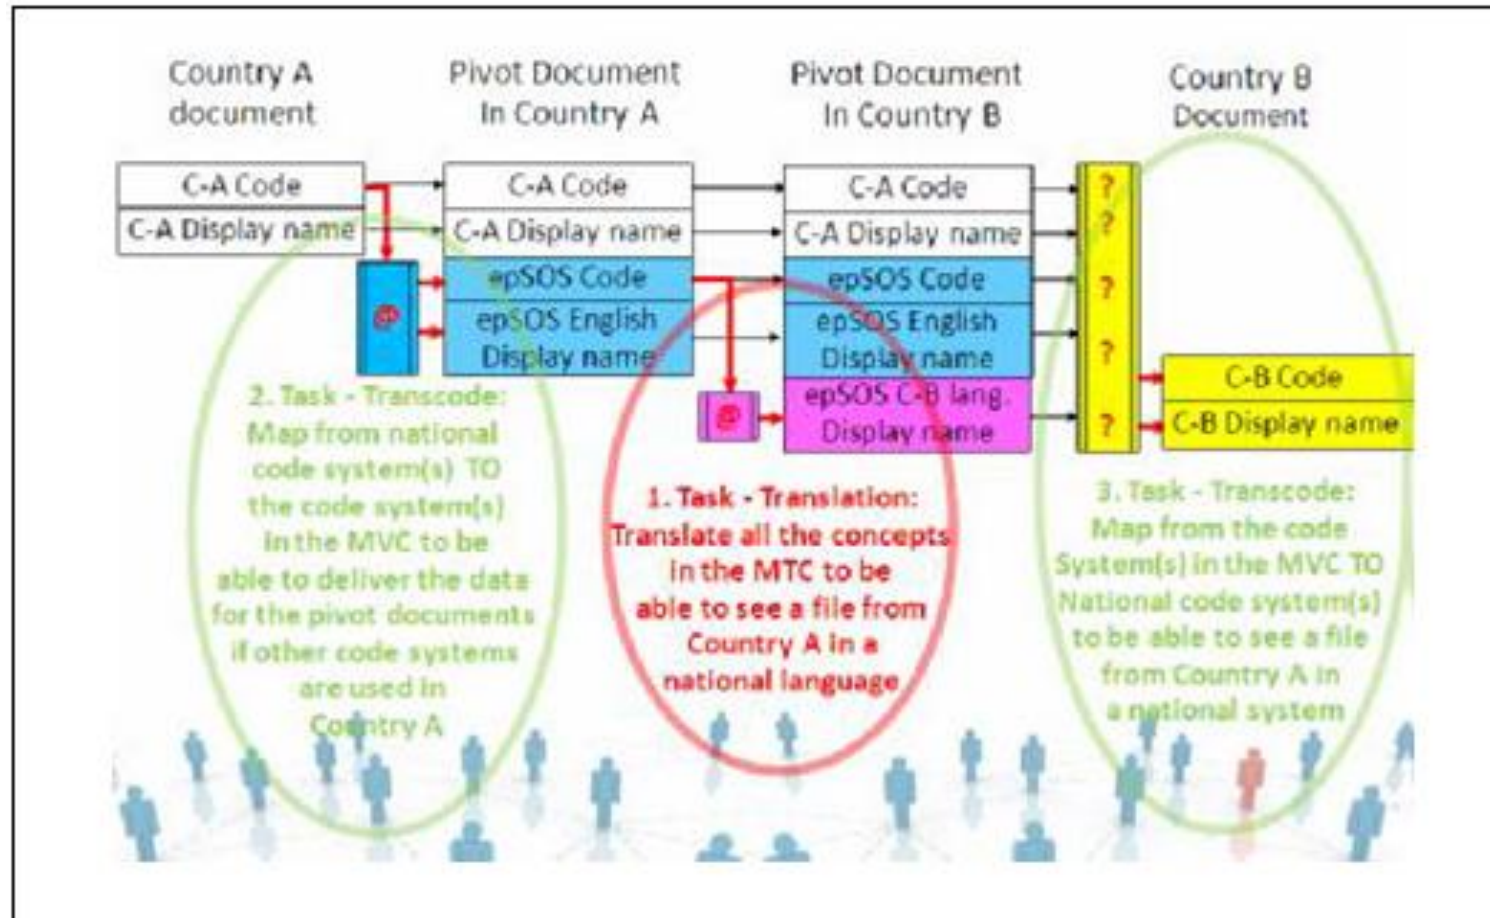 Country A
document
Pivot Document
In Country A
Pivot Document
In Country B
Country B
Document
C-A Code
C-A Display name
C-A Code
C-A Display name
epSOS Code
epSOS English
Display name
C-A Code
C-A Display name
epSOS Code
epSOS English
Display name
epSOS C-B lang.
Display name
@
@
?
?
?
?
?
C-B Code
C-B Display name
2. Task - Transcode:
Map from national
code system(s) TO
the code system(s)
in the MVC to be
able to deliver the data
for the pivot documents
if other code systems
are used in
Country A
1. Task - Translation:
Translate all the concepts
in the MTC to be
able to see a file from
Country A in a
national language
3. Task - Transcode:
Map from the code
System(s) in the MVC TO
National code system(s)
to be able to see a file
from Country A in
a national system